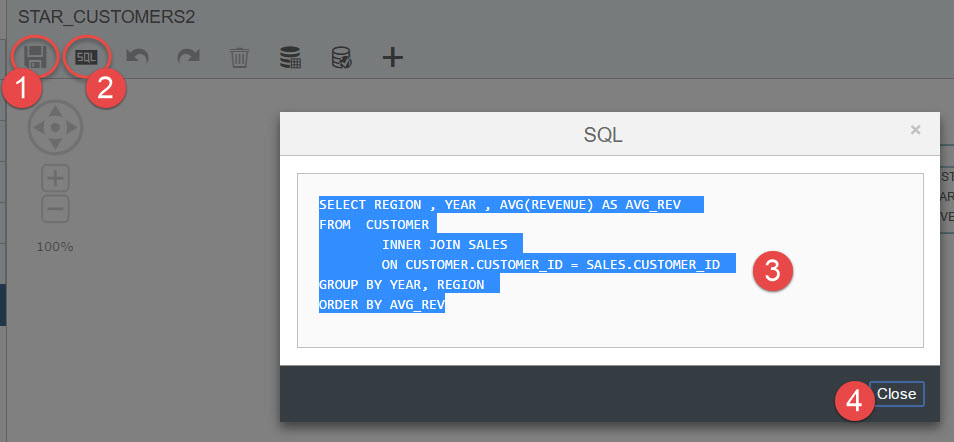 STAR_CUSTOMERS2
SQL
1
2
100%
SQL
×
SELECT REGION , YEAR , AVG(REVENUE) AS AVG_REV
FROM  CUSTOMER
INNER JOIN SALES
ON CUSTOMER.CUSTOMER_ID = SALES.CUSTOMER_ID
GROUP BY YEAR, REGION
ORDER BY AVG_REV
3
4
Close